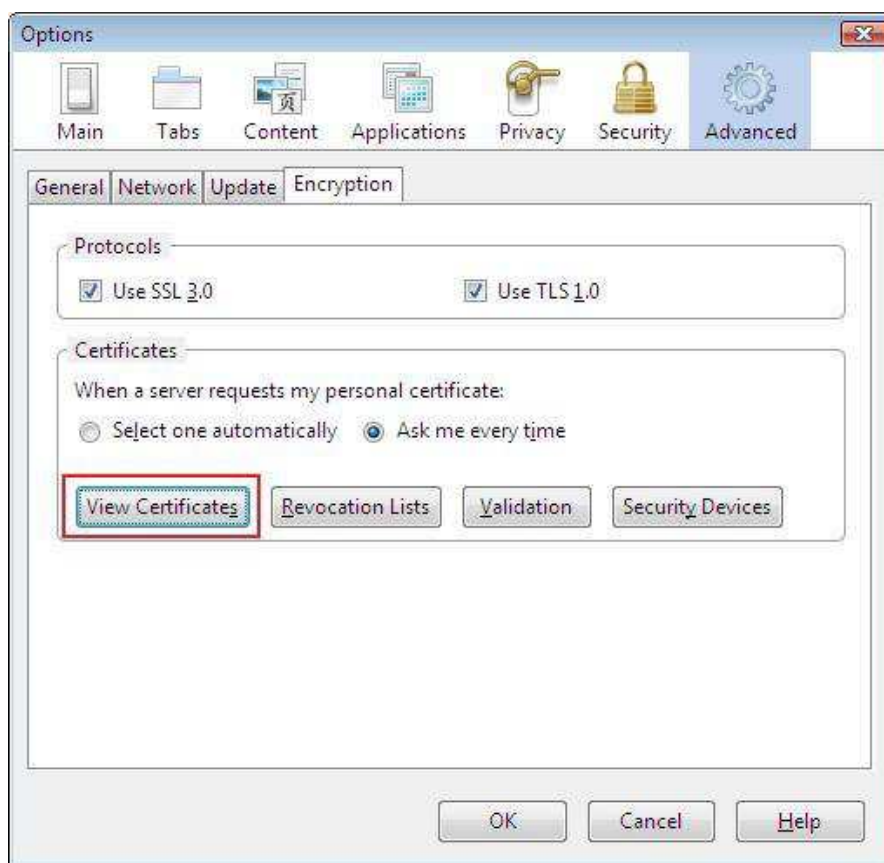 Options
Main Tabs Content Applications Privacy Security Advanced
General Network Update Encryption
Protocols
Use SSL 3.0 Use TLS 1.0
Certificates
When a server requests my personal certificate:
Select one automatically Ask me every time
View Certificates Revocation Lists Validation Security Devices
OK Cancel Help
页